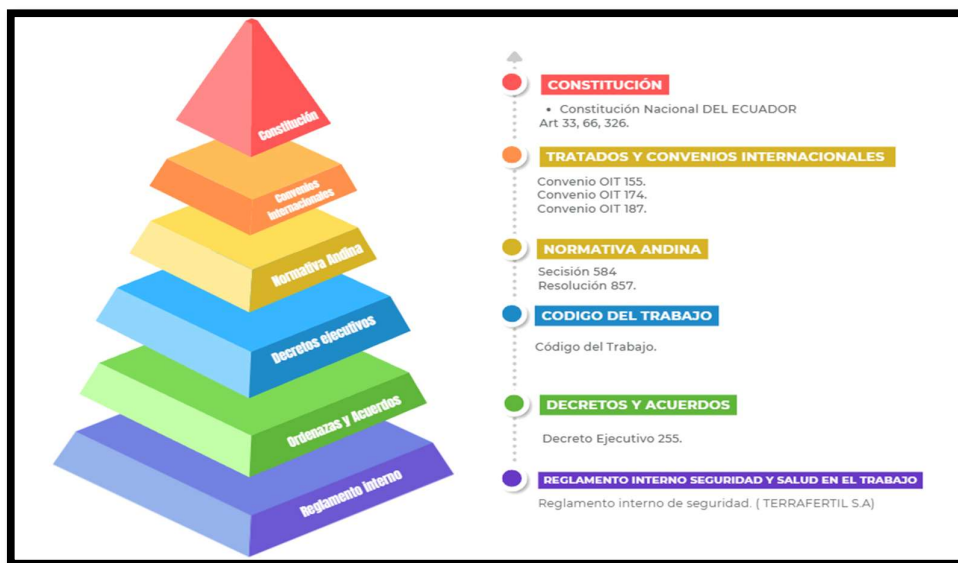 Constitución
Convenios
internacionales
Normativa Andina
Decretos ejecutivos
Ordenazas y Acuerdos
Reglamento Interno
CONSTITUCIÓN
• Constitución Nacional DEL ECUADOR
Art 33, 66, 326.
TRATADOS Y CONVENIOS INTERNACIONALES
Convenio OIT 155.
Convenio OIT 174.
Convenio OIT 187.
NORMATIVA ANDINA
Secisión 584
Resolución 857.
CODIGO DEL TRABAJO
Código del Trabajo.
DECRETOS Y ACUERDOS
Decreto Ejecutivo 255.
REGLAMENTO INTERNO SEGURIDAD Y SALUD EN EL TRABAJO
Reglamento interno de seguridad. ( TERRAFERTIL S.A)